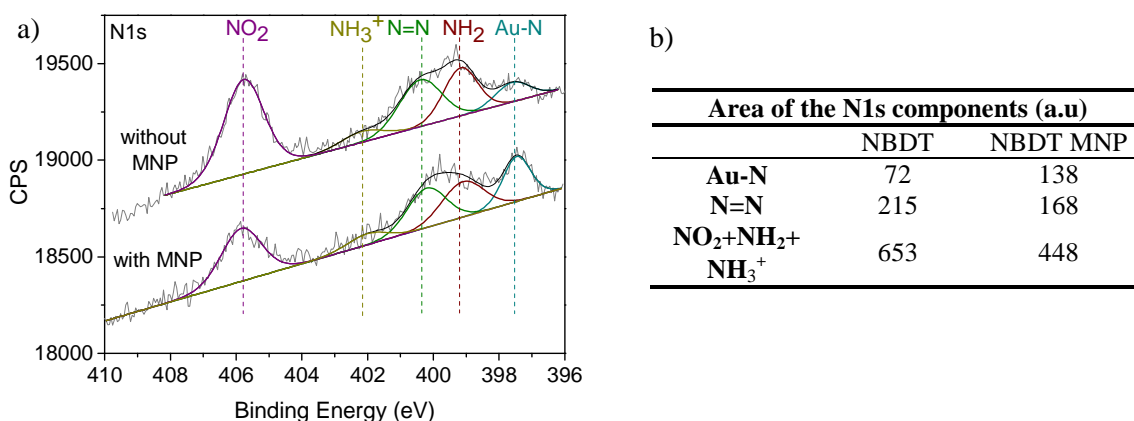 a)
N1s
NO₂
NH₃⁺
N=N
NH₂
Au-N
19500
19000
18500
18000
CPS
without
MNP
with MNP
410
408
406
404
402
400
398
396
Binding Energy (eV)
b)
Area of the N1s components (a.u)
NBDT NBDT MNP
Au-N 72 138
N=N 215 168
NO₂+NH₂+
NH₃⁺ 653 448